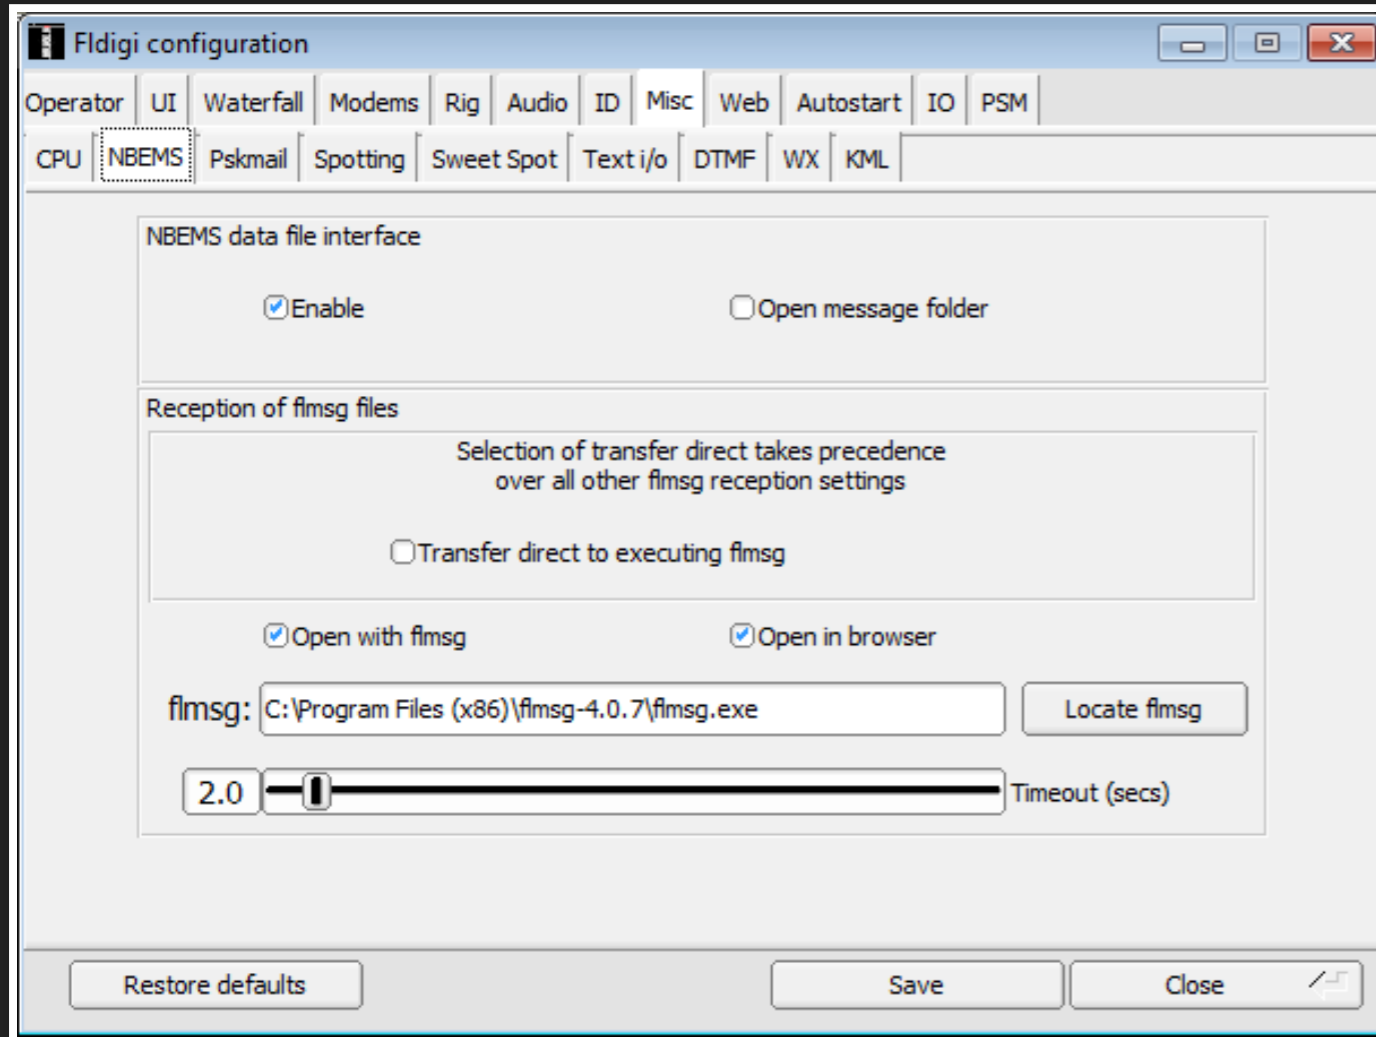 Fldigi configuration
Operator UI Waterfall Modems Rig Audio ID Misc Web Autostart IO PSM
CPU NBEMS Pskmail Spotting Sweet Spot Text i/o DTMF WX KML
NBEMS data file interface
Enable Open message folder
Reception of flmsg files
Selection of transfer direct takes precedence
over all other flmsg reception settings
Transfer direct to executing flmsg
Open with flmsg Open in browser
flmsg: C:\Program Files (x86)\flmsg-4.0.7\flmsg.exe Locate flmsg
2.0 Timeout (secs)
Restore defaults Save Close